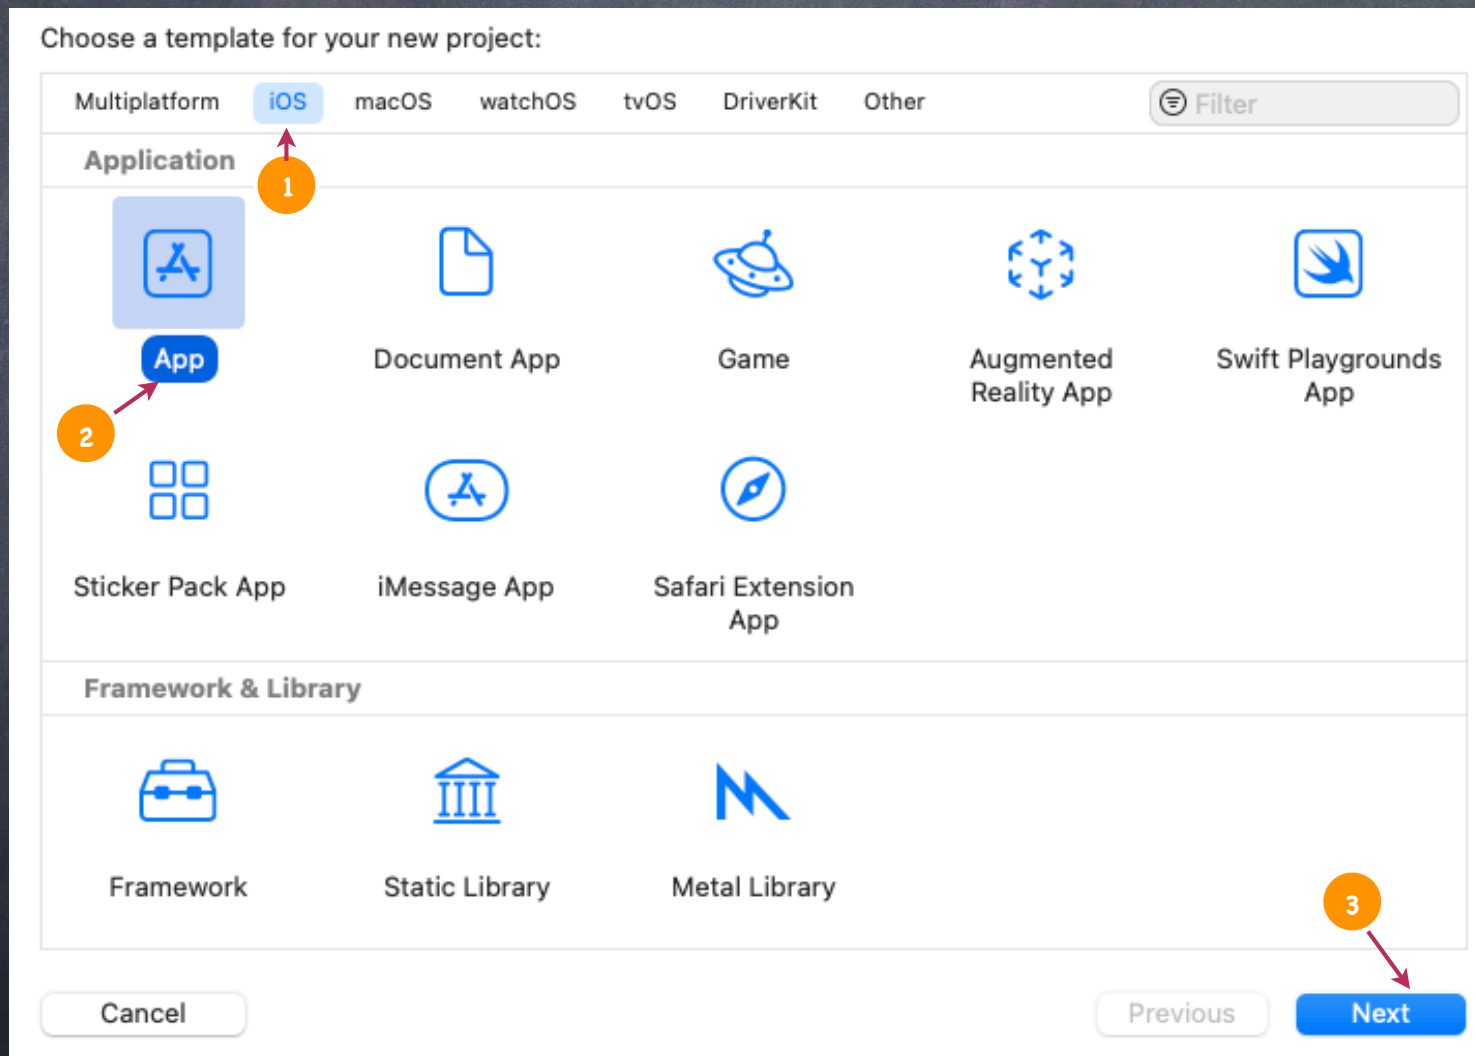 Choose a template for your new project:
Multiplatform iOS macOS watchOS tvOS DriverKit Other Filter
Application
1
App Document App Game Augmented Reality App Swift Playgrounds App
2
Sticker Pack App iMessage App Safari Extension App
Framework & Library
Framework Static Library Metal Library
3
Cancel Previous Next